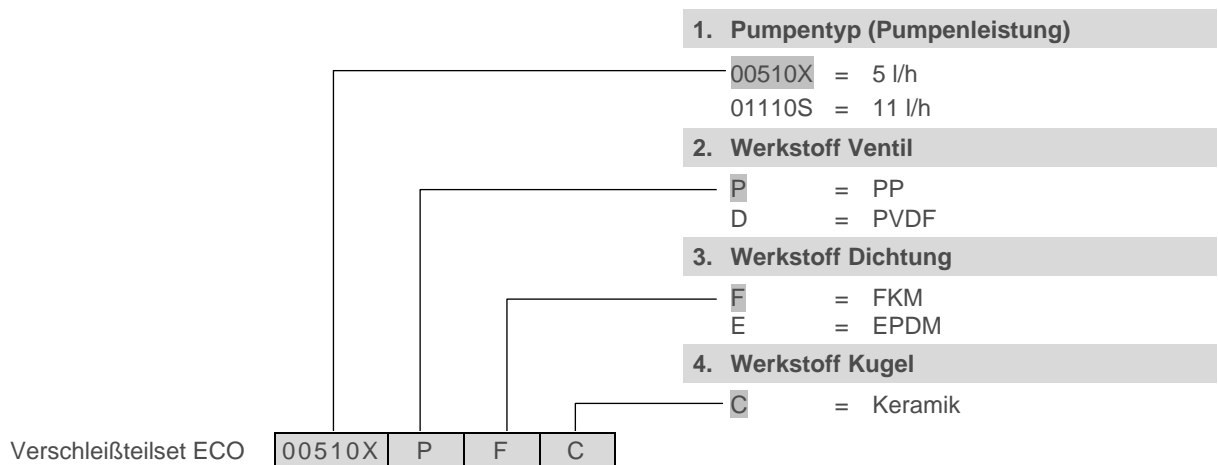 1. Pumpentyp (Pumpenleistung)
00510X = 5 l/h
01110S = 11 l/h
2. Werkstoff Ventil
P = PP
D = PVDF
3. Werkstoff Dichtung
F = FKM
E = EPDM
4. Werkstoff Kugel
C = Keramik
Verschleißteilset ECO 00510X P F C